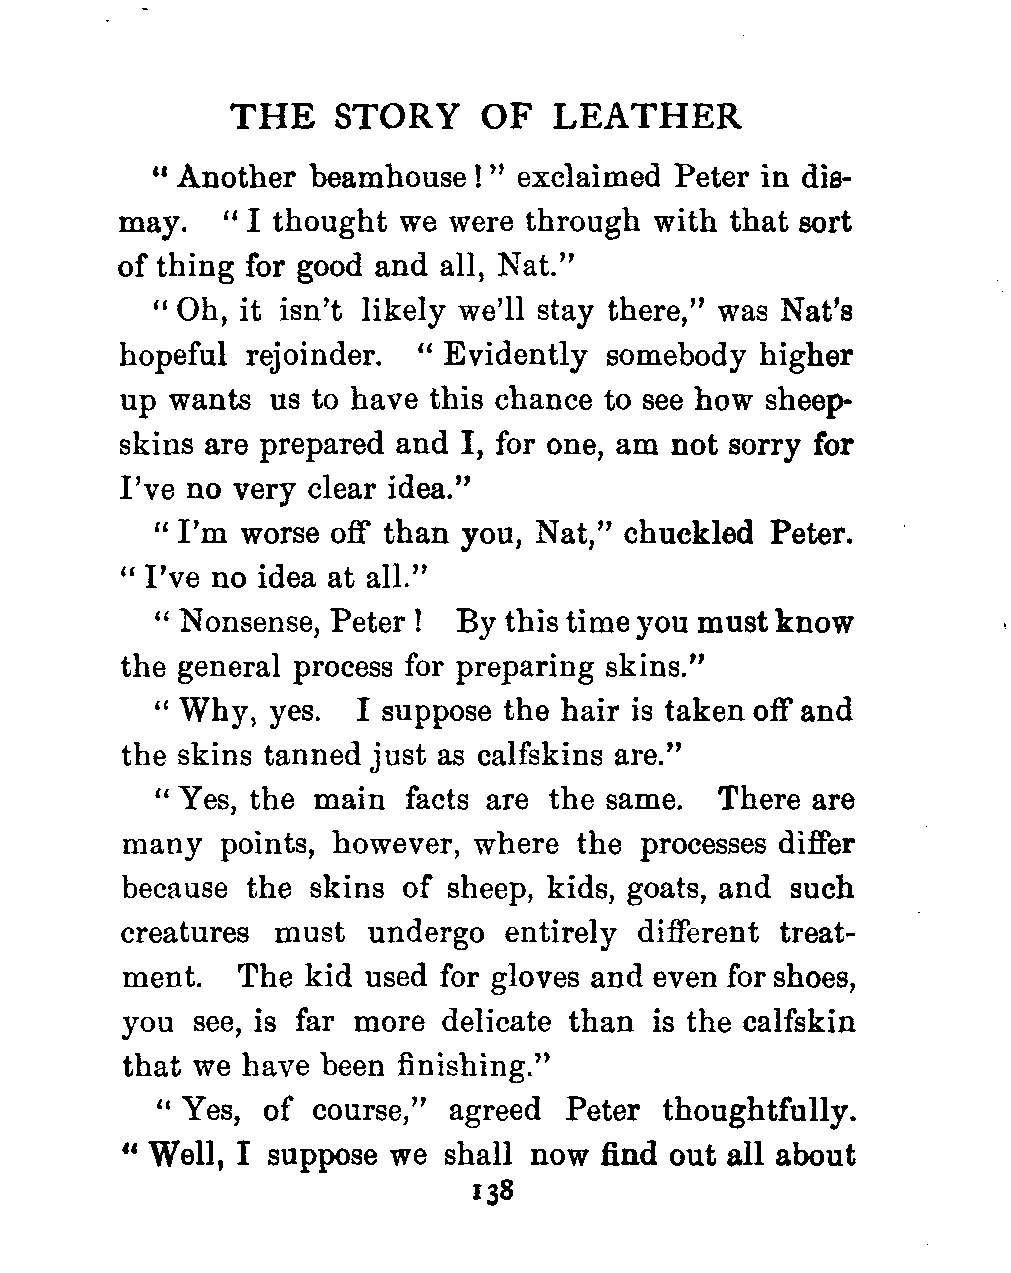 THE STORY OF LEATHER
“Another beamhouse!” exclaimed Peter in dis-
may. “I thought we were through with that sort
of thing for good and all, Nat.”
“Oh, it isn’t likely we’ll stay there,” was Nat’s
hopeful rejoinder. “Evidently somebody higher
up wants us to have this chance to see how sheep-
skins are prepared and I, for one, am not sorry for
I’ve no very clear idea.”
“I’m worse off than you, Nat,” chuckled Peter.
“I’ve no idea at all.”
“Nonsense, Peter! By this time you must know
the general process for preparing skins.”
“Why, yes. I suppose the hair is taken off and
the skins tanned just as calfskins are.”
“Yes, the main facts are the same. There are
many points, however, where the processes differ
because the skins of sheep, kids, goats, and such
creatures must undergo entirely different treat-
ment. The kid used for gloves and even for shoes,
you see, is far more delicate than is the calfskin
that we have been finishing.”
“Yes, of course,” agreed Peter thoughtfully.
“Well, I suppose we shall now find out all about
138